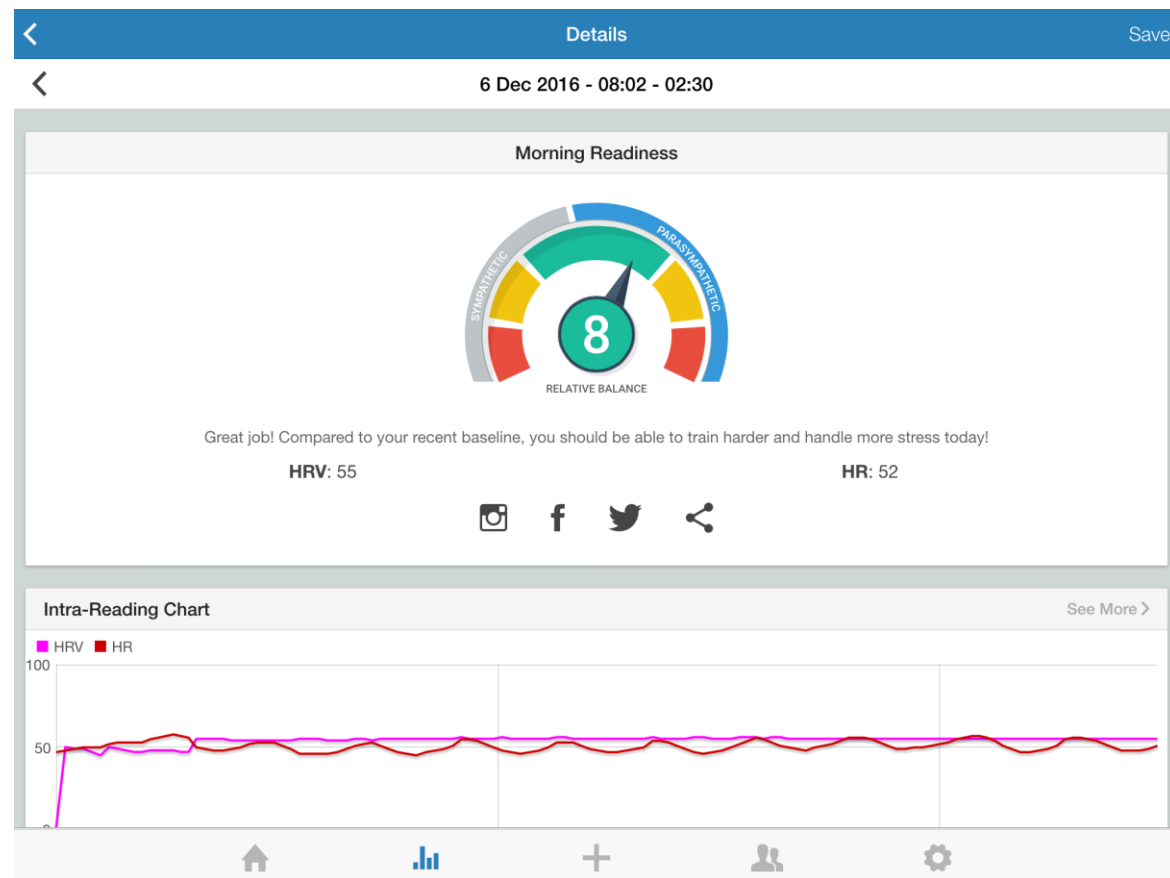 Details
Save
6 Dec 2016 - 08:02 - 02:30
Morning Readiness
SYMPATHETIC
PARASYMPATHETIC
8
RELATIVE BALANCE
Great job! Compared to your recent baseline, you should be able to train harder and handle more stress today!
HRV: 55
HR: 52
Intra-Reading Chart
See More
HRV HR
100
50
0